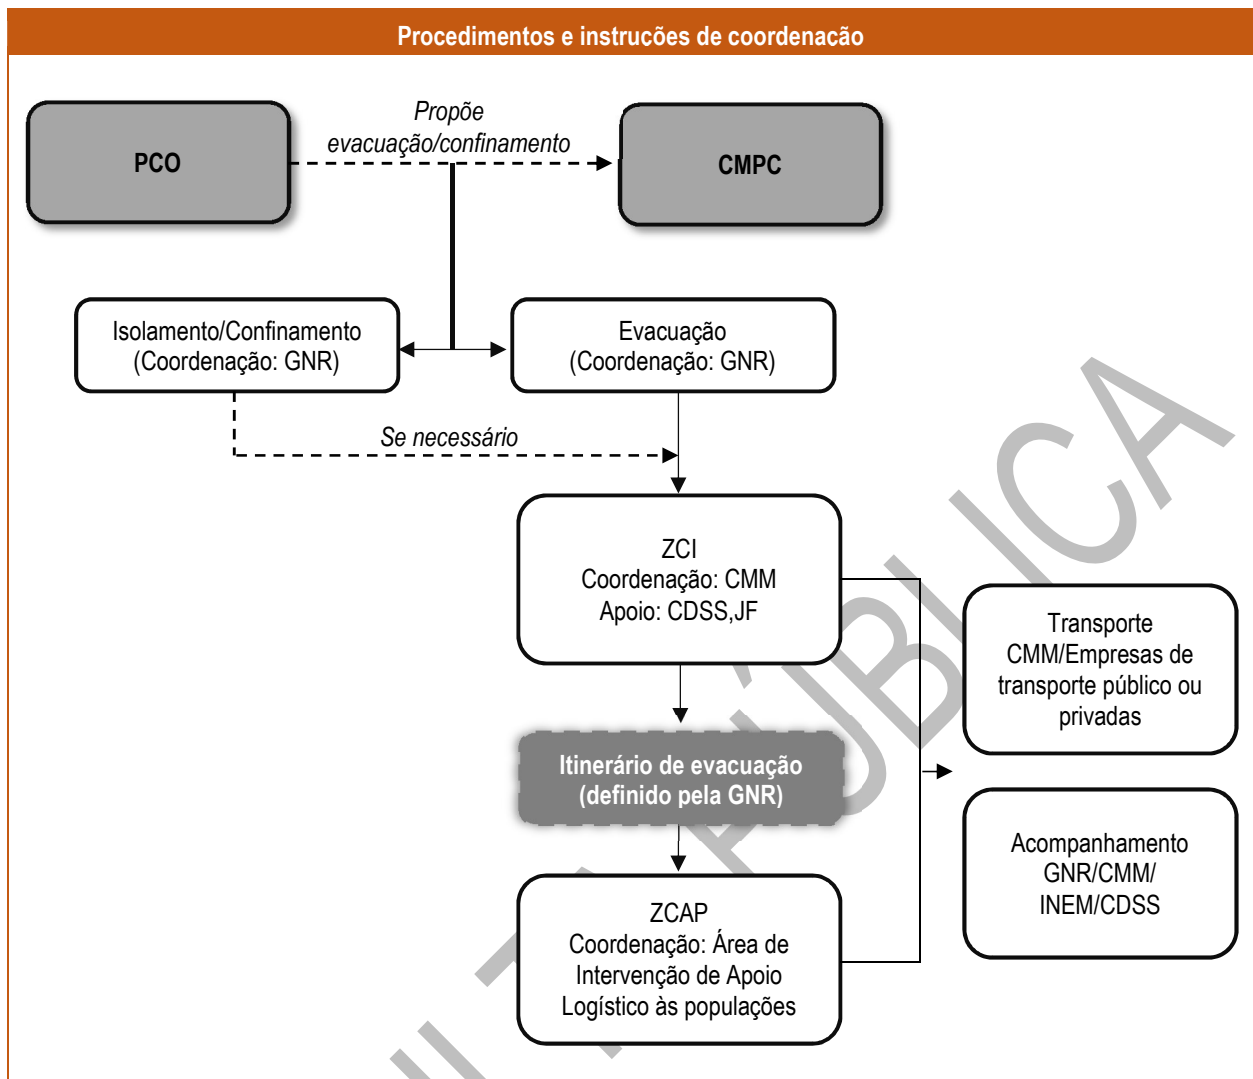 Procedimentos e instruções de coordenação
Propõe
evacuação/confinamento
PCO
CMPC
Isolamento/Confinamento
(Coordenação: GNR)
Evacuação
(Coordenação: GNR)
Se necessário
ZCI
Coordenação: CMM
Apoio: CDSS,JF
Transporte
CMM/Empresas de
transporte público ou
privadas
Itinerário de evacuação
(definido pela GNR)
Acompanhamento
GNR/CMM/
INEM/CDSS
ZCAP
Coordenação: Área de
Intervenção de Apoio
Logístico às populações
PÚBLICA